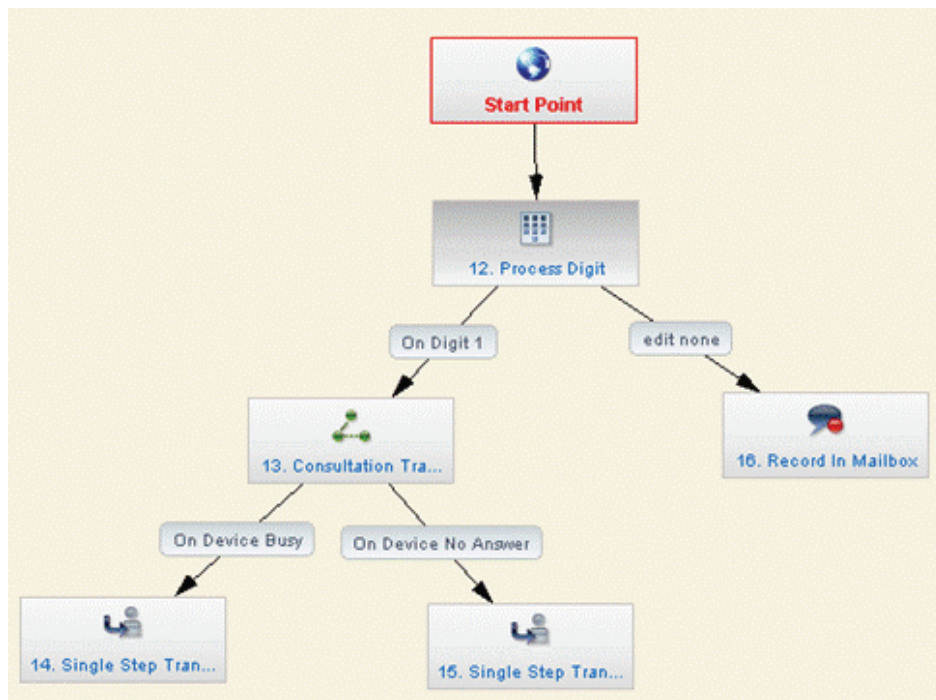 Start Point
12. Process Digit
On Digit 1
edit none
13. Consultation Tra...
16. Record In Mailbox
On Device Busy
On Device No Answer
14. Single Step Tran...
15. Single Step Tran...